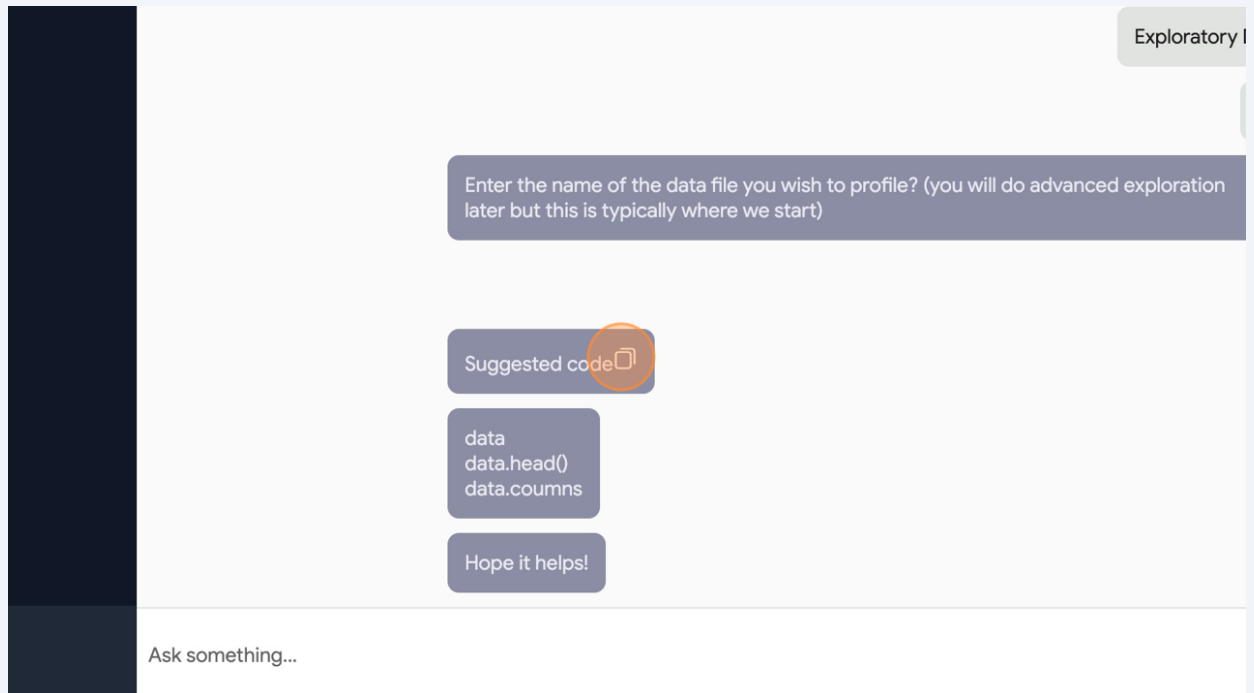 Exploratory
Enter the name of the data file you wish to profile? (you will do advanced exploration
later but this is typically where we start)
Suggested code
data
data.head()
data.coumns
Hope it helps!
Ask something...